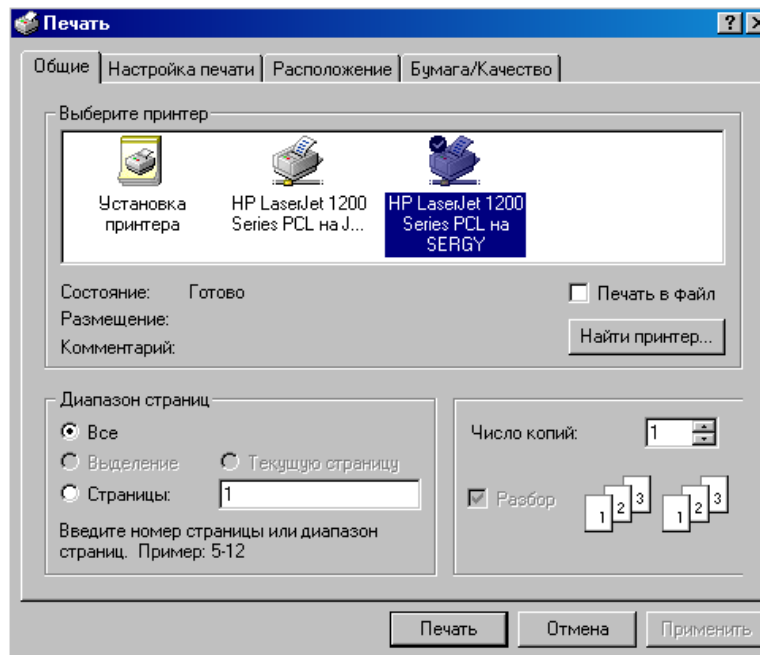 Печать
Общие
Настройка печати
Расположение
Бумага/Качество
Выберите принтер
Установка
принтера
HP LaserJet 1200
Series PCL на J...
HP LaserJet 1200
Series PCL на
SERGY
Состояние: Готово
Размещение:
Комментарий:
Печать в файл
Найти принтер...
Диапазон страниц
Все
Выделение
Текущую страницу
Страницы: 1
Введите номер страницы или диапазон
страниц. Пример: 5-12
Число копий: 1
Разбор
1 2 3 1 2 3
Печать
Отмена
Применить